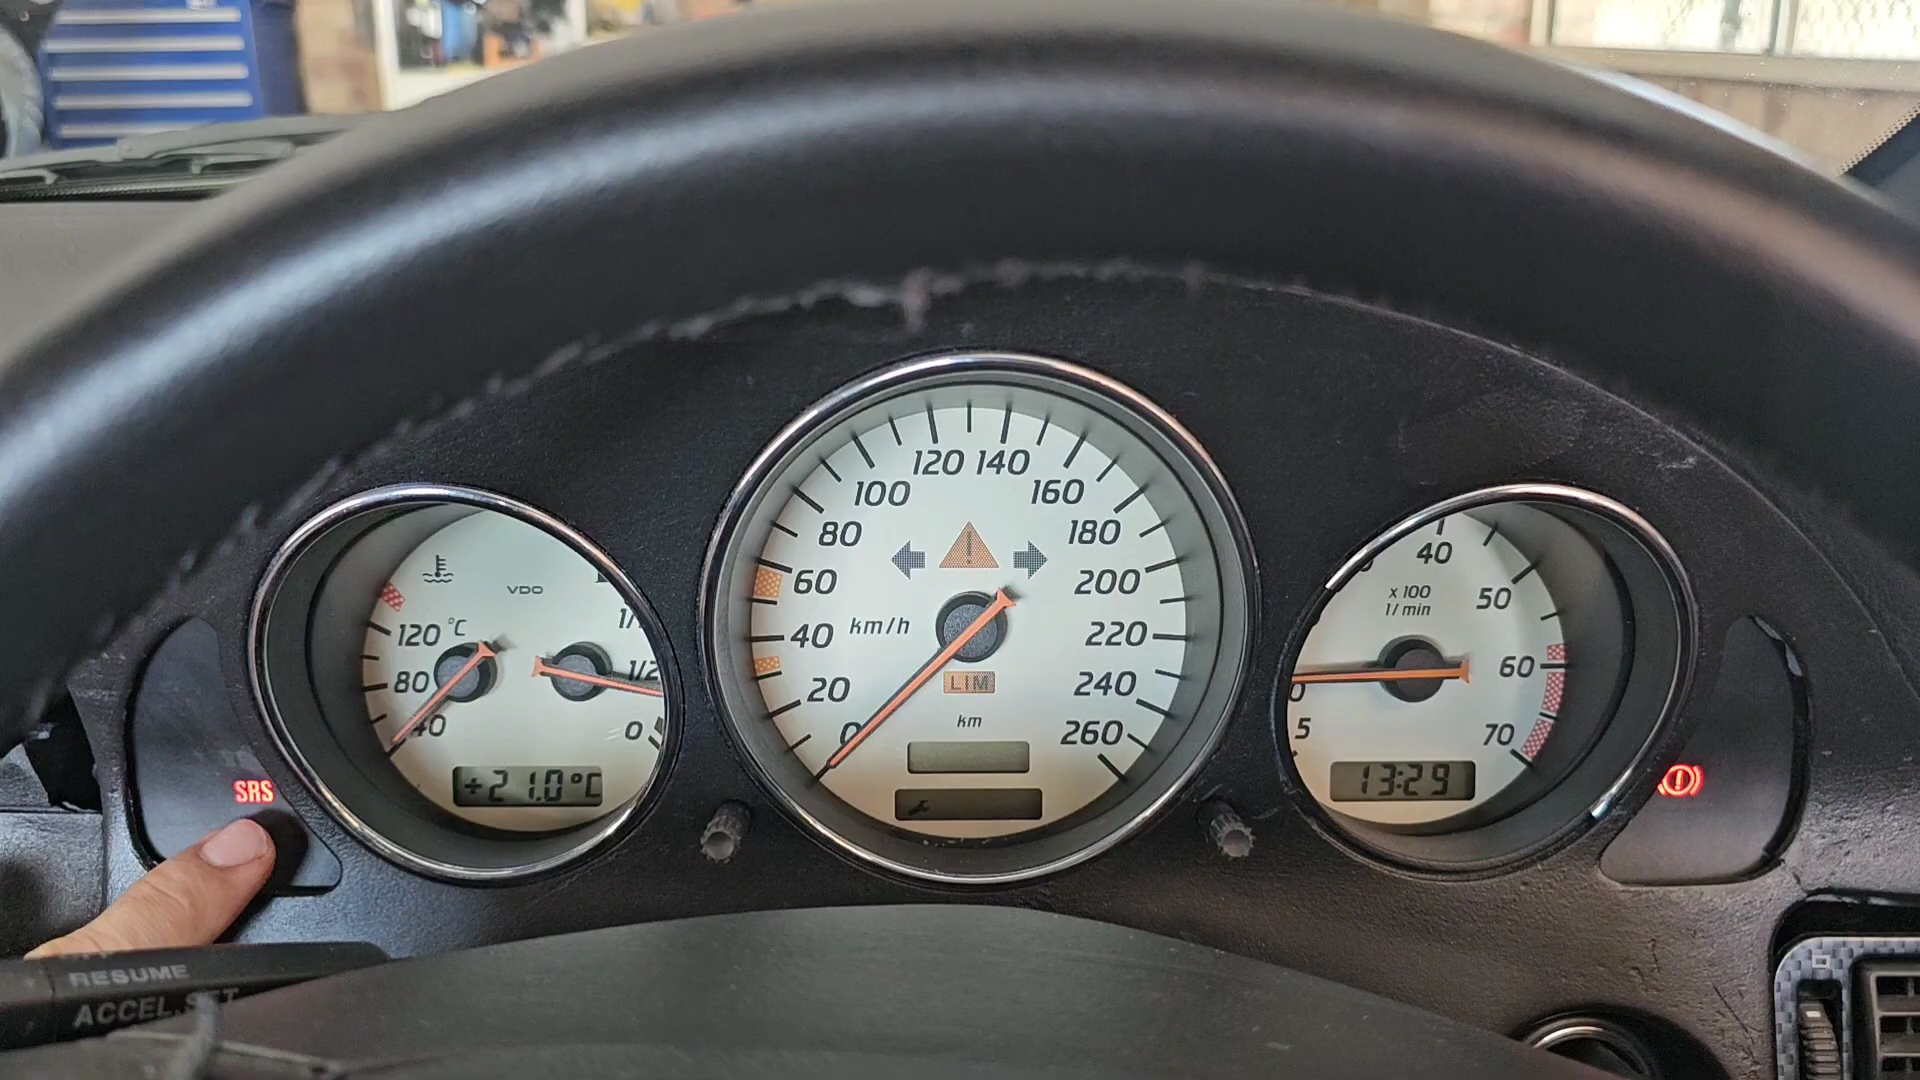 120 140
100 160
80 180
60 200
40 km/h 220
20 LIM 240
0 km 260
VDO
120 °C
80
40
1/2
0
+21.0°C
SRS
40
x 100
1/min
50
60
70
0
5
13:29
RESUME
ACCEL.SET